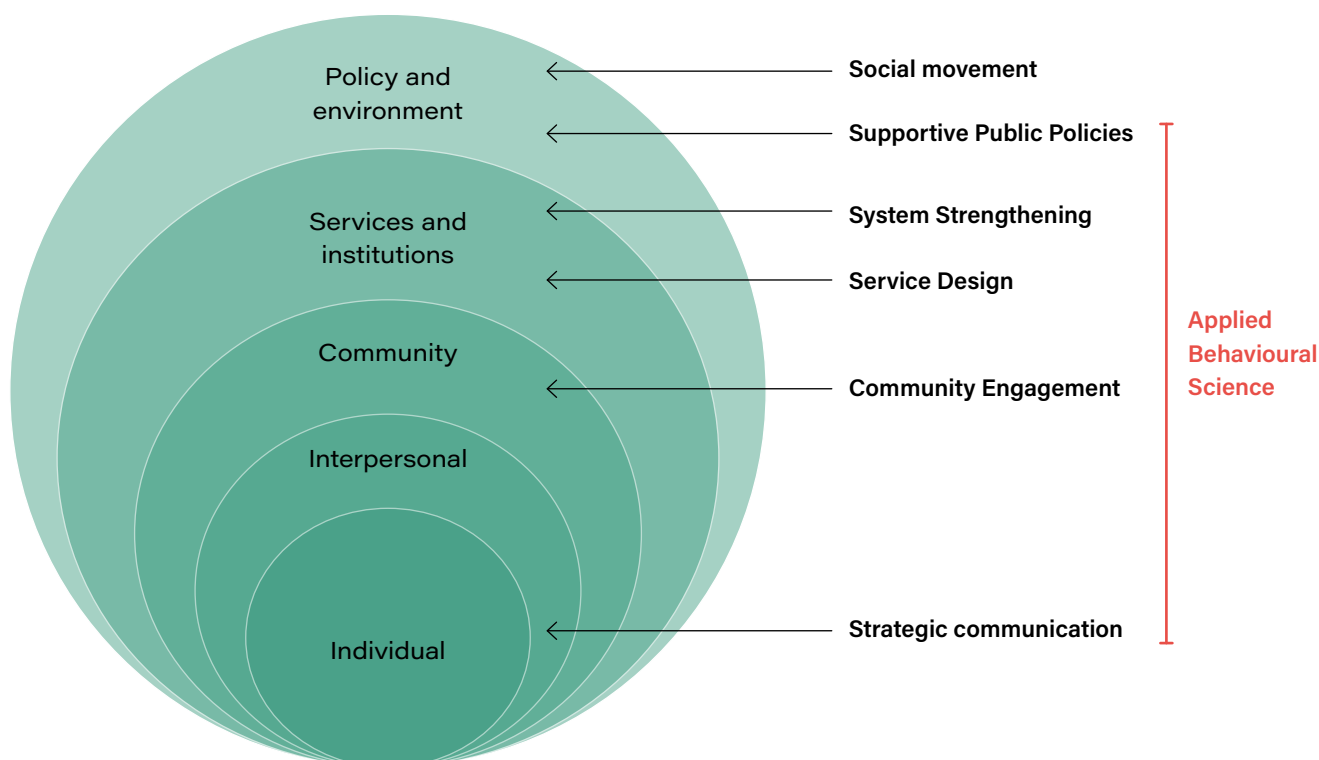 Policy and
environment
Services and
institutions
Community
Interpersonal
Individual
Social movement
Supportive Public Policies
System Strengthening
Service Design
Community Engagement
Strategic communication
Applied
Behavioural
Science